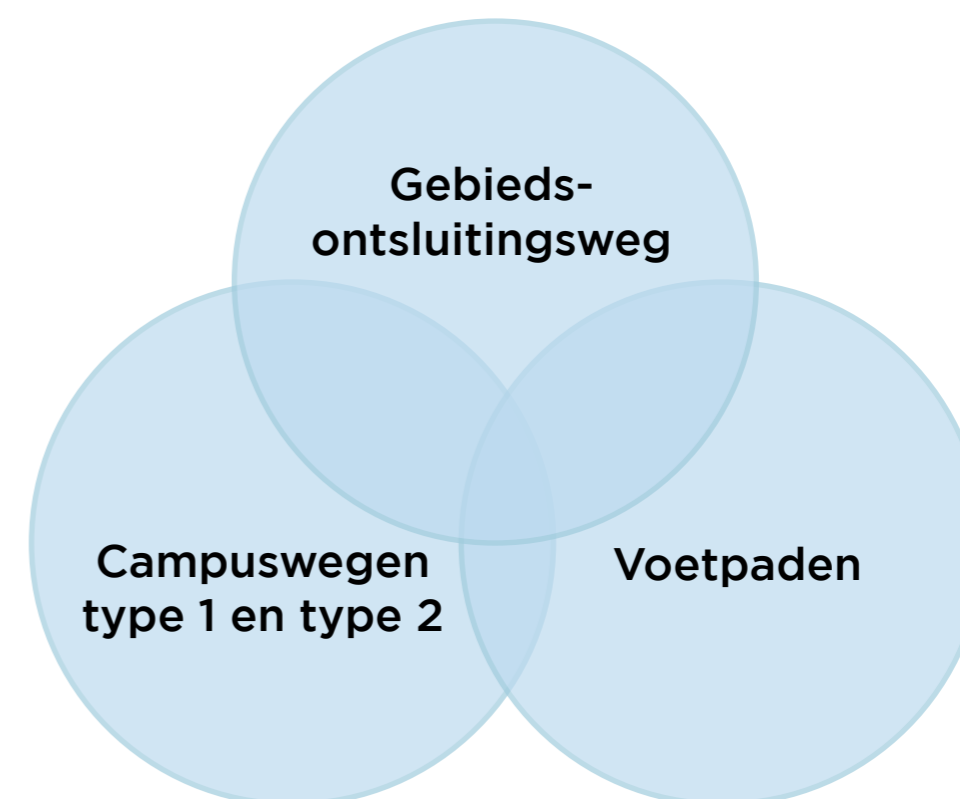 Gebieds-
ontsluitingsweg
Campuswegen
type 1 en type 2
Voetpaden